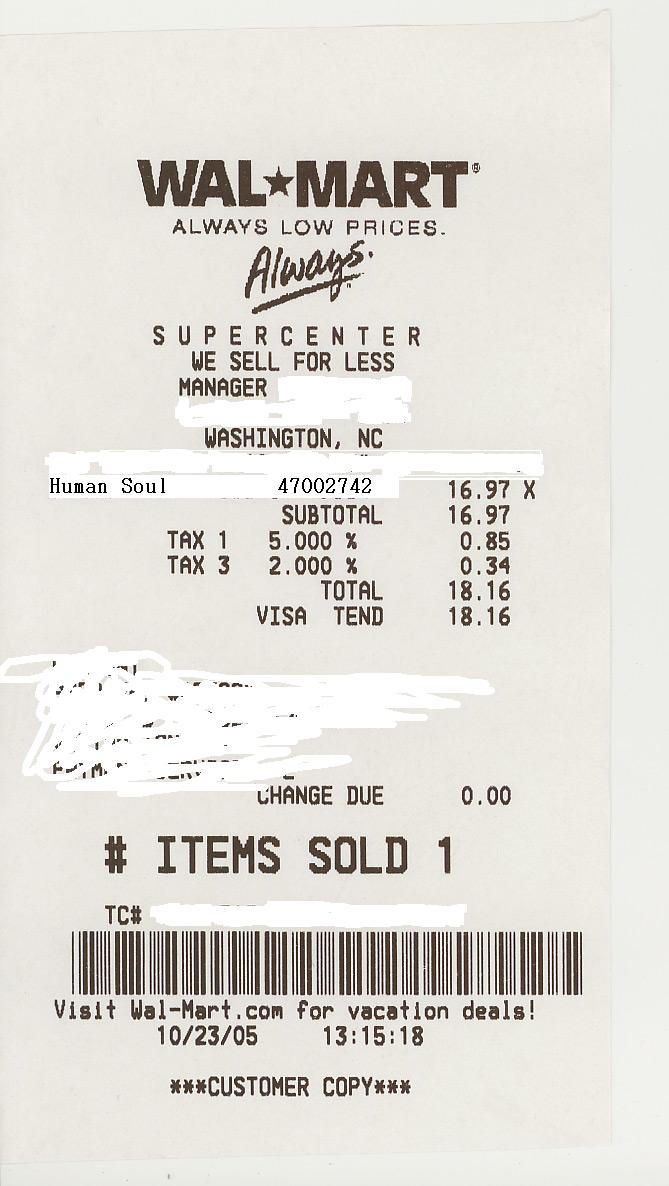 WAL★MART®
ALWAYS LOW PRICES.
Always.
SUPERCENTER
WE SELL FOR LESS
MANAGER
WASHINGTON, NC
Human Soul 47002742 16.97 X
SUBTOTAL 16.97
TAX 1 5.000 % 0.85
TAX 3 2.000 % 0.34
TOTAL 18.16
VISA TEND 18.16
CHANGE DUE 0.00
# ITEMS SOLD 1
TC#
Visit Wal-Mart.com for vacation deals!
10/23/05 13:15:18
***CUSTOMER COPY***